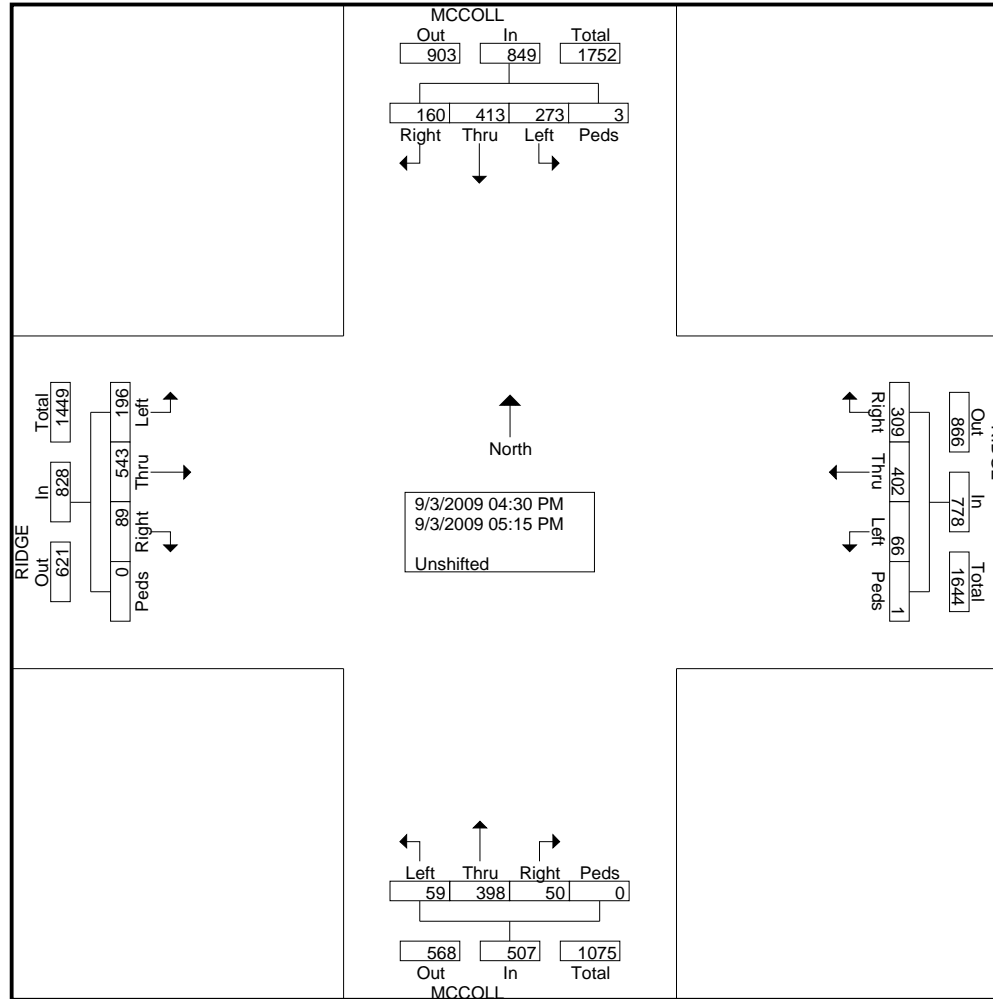 MCCOLL
Out In Total
903 849 1752
160 413 273 3
Right Thru Left Peds
Total
1449
In
828
RIDGE
Out
621
196
Left
543
Thru
89
Right
0
Peds
North
9/3/2009 04:30 PM
9/3/2009 05:15 PM
Unshifted
Right
309
Thru
402
Left
66
Peds
1
Out
866
In
778
Total
1644
Left Thru Right Peds
59 398 50 0
568 507 1075
Out In Total
MCCOLL